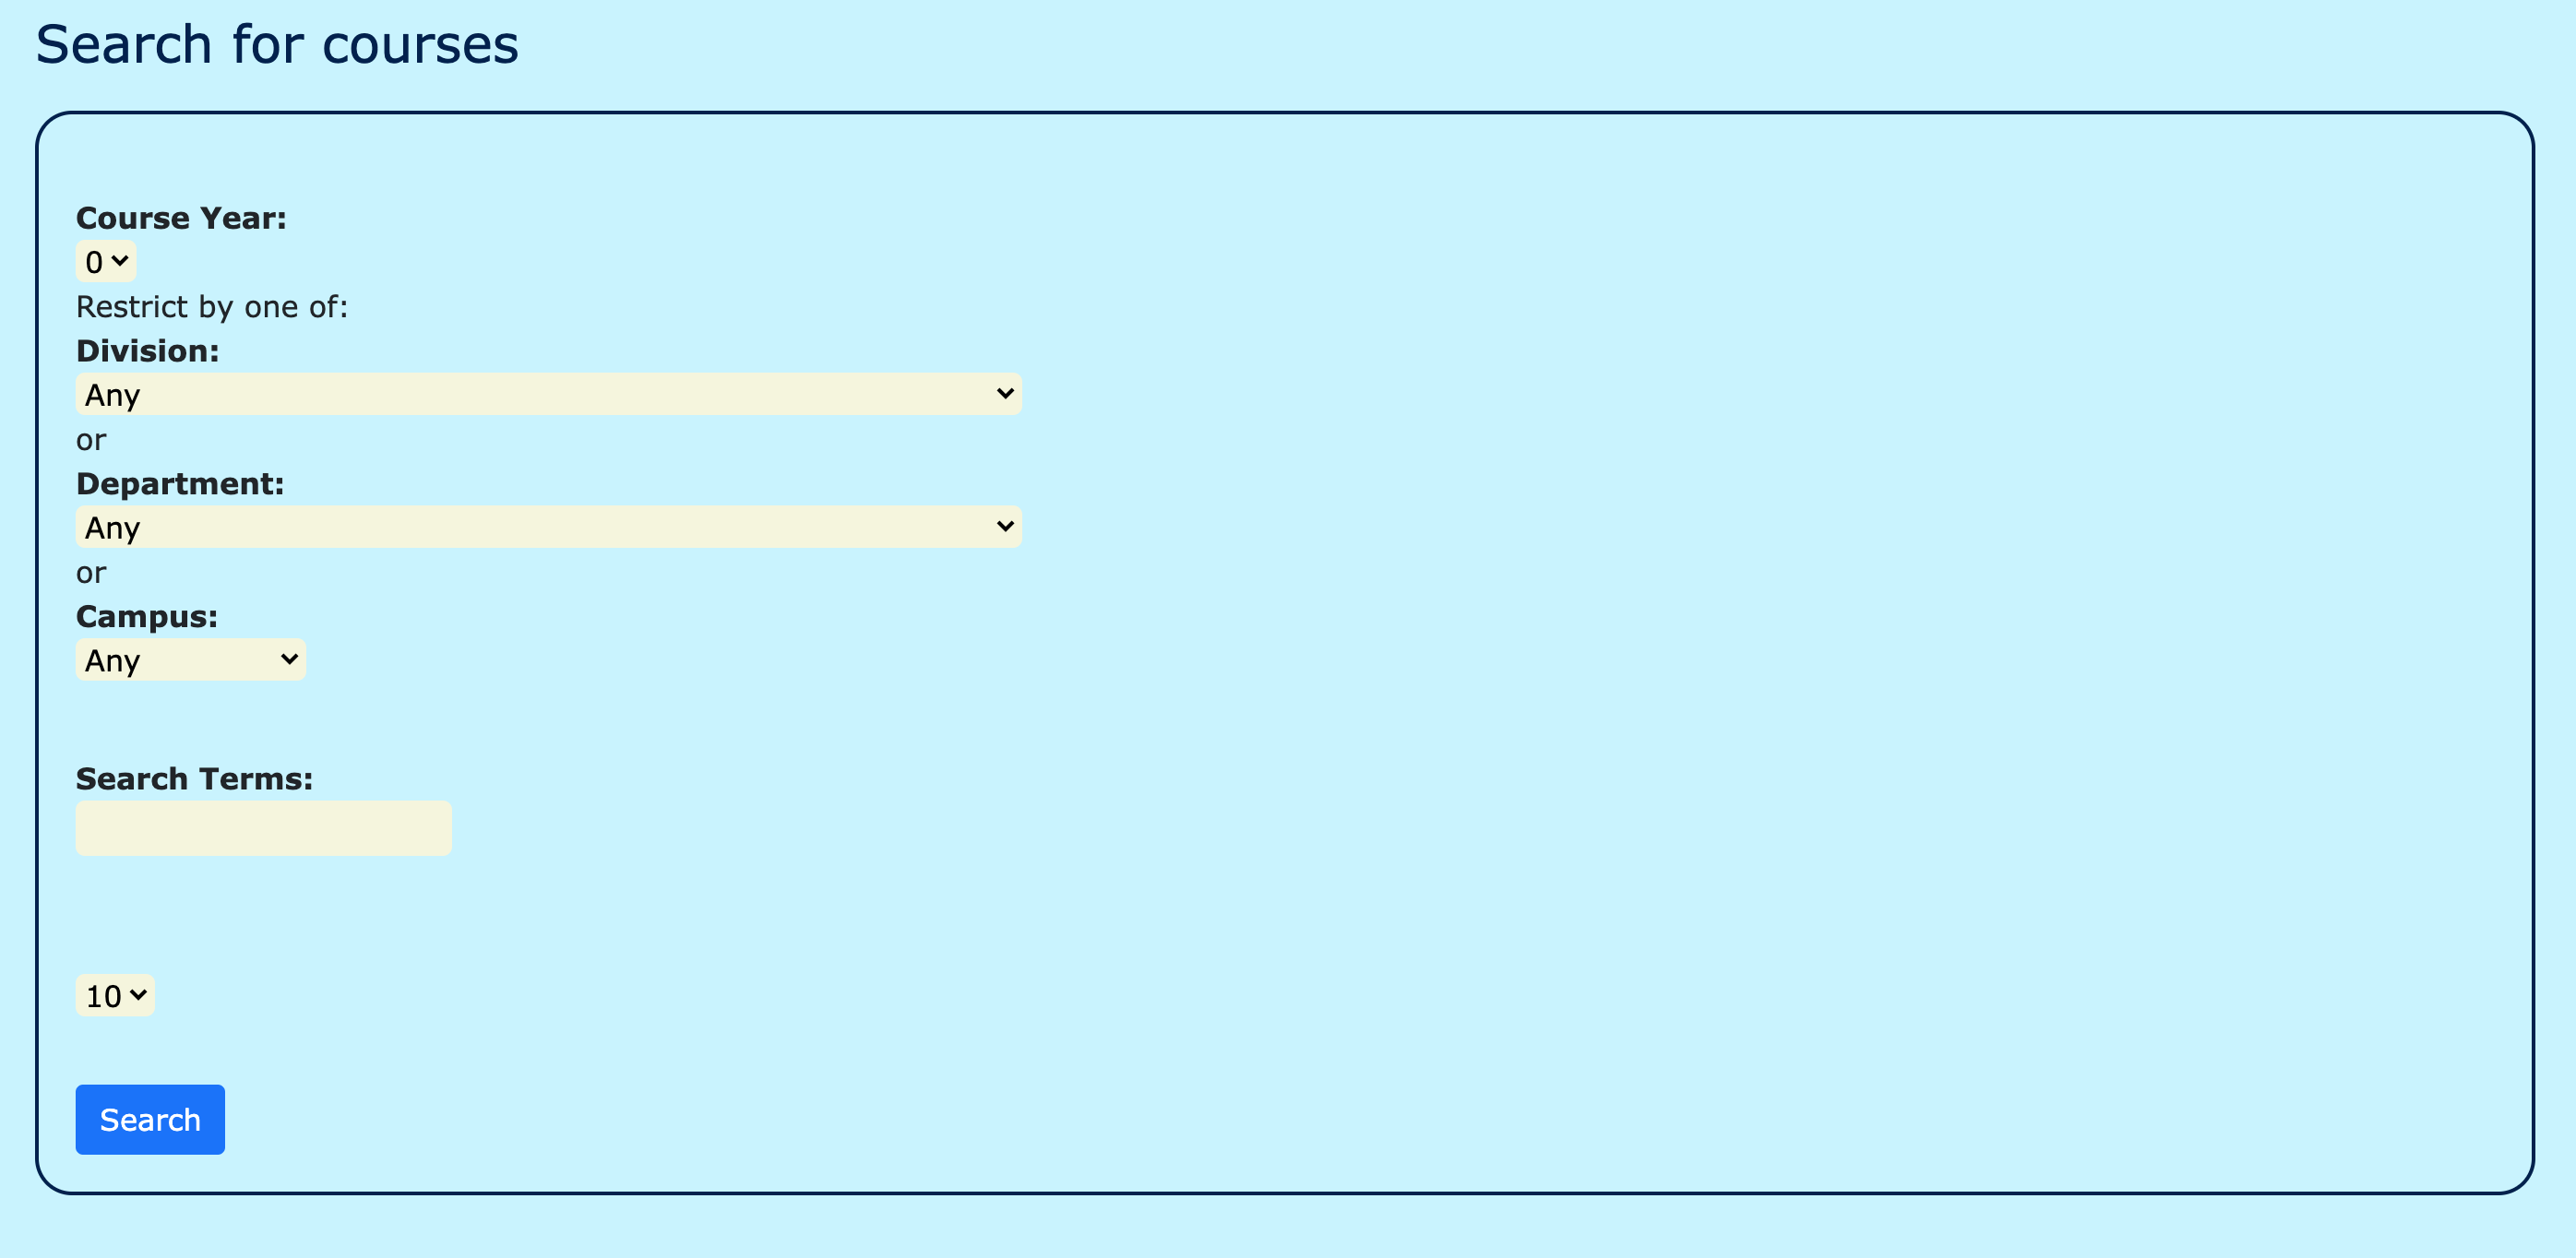 Search for courses
Course Year:
0
Restrict by one of:
Division:
Any
or
Department:
Any
or
Campus:
Any
Search Terms:
10
Search